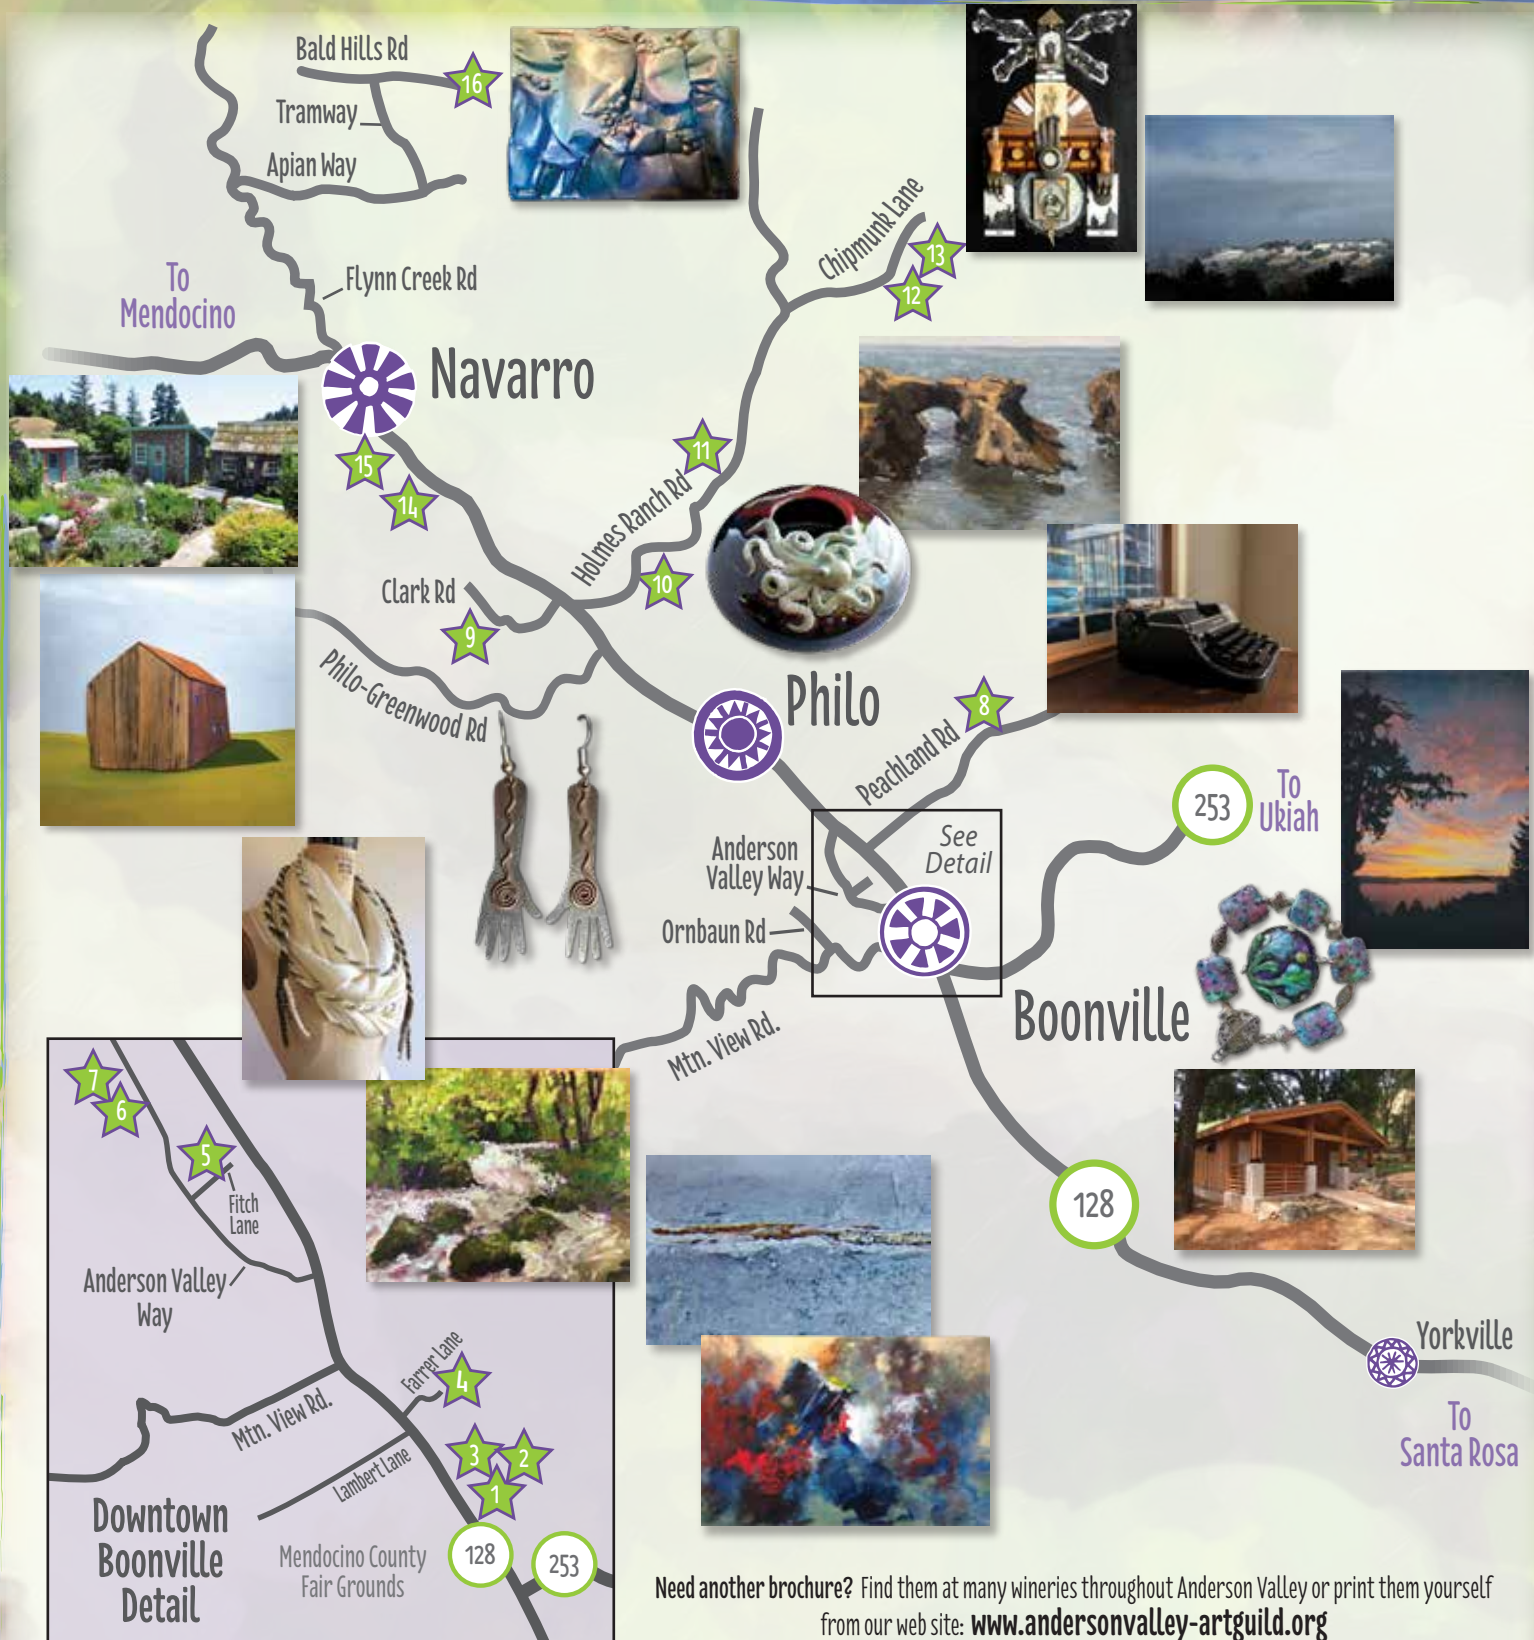 Bald Hills Rd
16
Tramway
Apian Way
Chipmunk Lane
13
12
To
Mendocino
Flynn Creek Rd
Navarro
15
14
11
Holmes Ranch Rd
10
Clark Rd
9
Philo-Greenwood Rd
Philo
8
Peachland Rd
253
To
Ukiah
See
Detail
Anderson
Valley Way
Ornbaun Rd
Boonville
Mtn. View Rd.
128
Yorkville
To
Santa Rosa
7
6
5
Fitch
Lane
Anderson Valley
Way
Farrer Lane
4
Mtn. View Rd.
Lambert Lane
3
2
1
Downtown
Boonville
Detail
Mendocino County
Fair Grounds
128
253
Need another brochure? Find them at many wineries throughout Anderson Valley or print them yourself
from our web site: www.andersonvalley-artguild.org